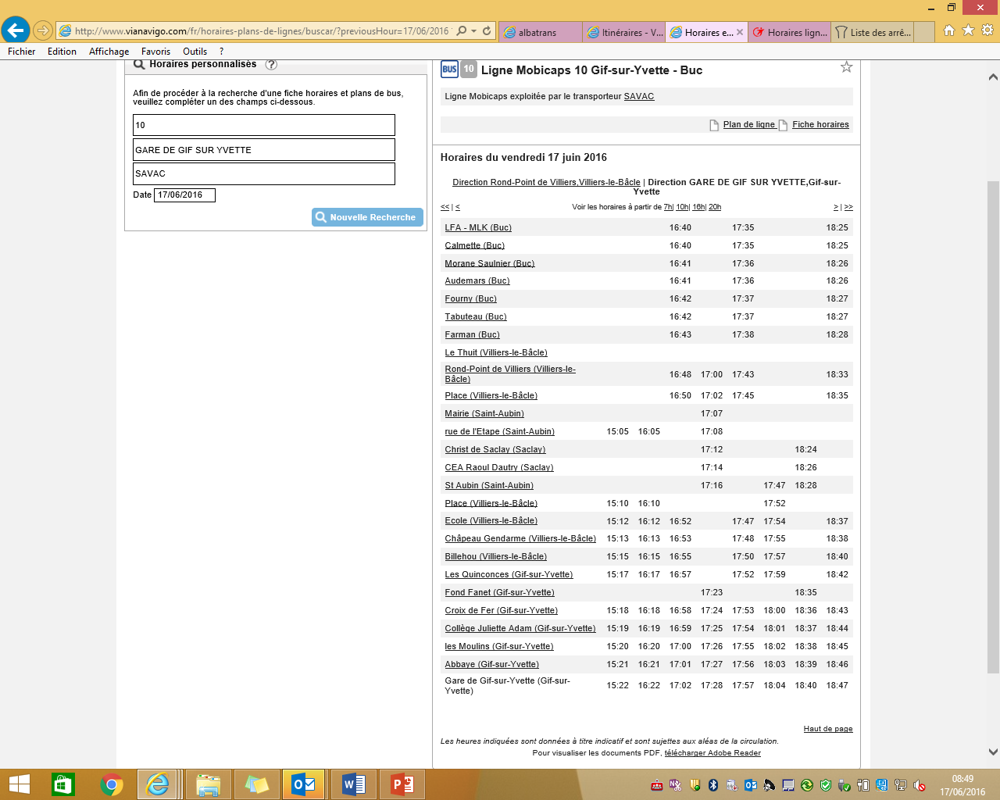 http://www.vianavigo.com/fr/horaires-plans-de-lignes/buscar/?previousHour=17/06/2016
albatrans
Itinéraires - V...
Horaires e...
Horaires lign...
Liste des arrê...
Fichier Edition Affichage Favoris Outils ?
Horaires personnalisés ?
Afin de procéder à la recherche d'une fiche horaires et plans de bus,
veuillez compléter un des champs ci-dessous.
10
GARE DE GIF SUR YVETTE
SAVAC
Date 17/06/2016
Nouvelle Recherche
BUS 10 Ligne Mobicaps 10 Gif-sur-Yvette - Buc
Ligne Mobicaps exploitée par le transporteur SAVAC
Plan de ligne Fiche horaires
Horaires du vendredi 17 juin 2016
Direction Rond-Point de Villiers,Villiers-le-Bâcle | Direction GARE DE GIF SUR YVETTE,Gif-sur-
Yvette
<< | < Voir les horaires à partir de 7h| 10h| 16h| 20h > | >>
LFA - MLK (Buc) 16:40 17:35 18:25
Calmette (Buc) 16:40 17:35 18:25
Morane Saulnier (Buc) 16:41 17:36 18:26
Audemars (Buc) 16:41 17:36 18:26
Fourny (Buc) 16:42 17:37 18:27
Tabuteau (Buc) 16:42 17:37 18:27
Farman (Buc) 16:43 17:38 18:28
Le Thuit (Villiers-le-Bâcle)
Rond-Point de Villiers (Villiers-le-
Bâcle) 16:48 17:00 17:43 18:33
Place (Villiers-le-Bâcle) 16:50 17:02 17:45 18:35
Mairie (Saint-Aubin) 17:07
rue de l'Etape (Saint-Aubin) 15:05 16:05 17:08
Christ de Saclay (Saclay) 17:12 18:24
CEA Raoul Dautry (Saclay) 17:14 18:26
St Aubin (Saint-Aubin) 17:16 17:47 18:28
Place (Villiers-le-Bâcle) 15:10 16:10 17:52
Ecole (Villiers-le-Bâcle) 15:12 16:12 16:52 17:47 17:54 18:37
Châpeau Gendarme (Villiers-le-Bâcle) 15:13 16:13 16:53 17:48 17:55 18:38
Billehou (Villiers-le-Bâcle) 15:15 16:15 16:55 17:50 17:57 18:40
Les Quinconces (Gif-sur-Yvette) 15:17 16:17 16:57 17:52 17:59 18:42
Fond Fanet (Gif-sur-Yvette) 17:23 18:35
Croix de Fer (Gif-sur-Yvette) 15:18 16:18 16:58 17:24 17:53 18:00 18:36 18:43
Collège Juliette Adam (Gif-sur-Yvette) 15:19 16:19 16:59 17:25 17:54 18:01 18:37 18:44
les Moulins (Gif-sur-Yvette) 15:20 16:20 17:00 17:26 17:55 18:02 18:38 18:45
Abbaye (Gif-sur-Yvette) 15:21 16:21 17:01 17:27 17:56 18:03 18:39 18:46
Gare de Gif-sur-Yvette (Gif-sur-
Yvette) 15:22 16:22 17:02 17:28 17:57 18:04 18:40 18:47
Haut de page
Les heures indiquées sont données à titre indicatif et sont sujettes aux aléas de la circulation.
Pour visualiser les documents PDF, télécharger Adobe Reader
08:49
17/06/2016